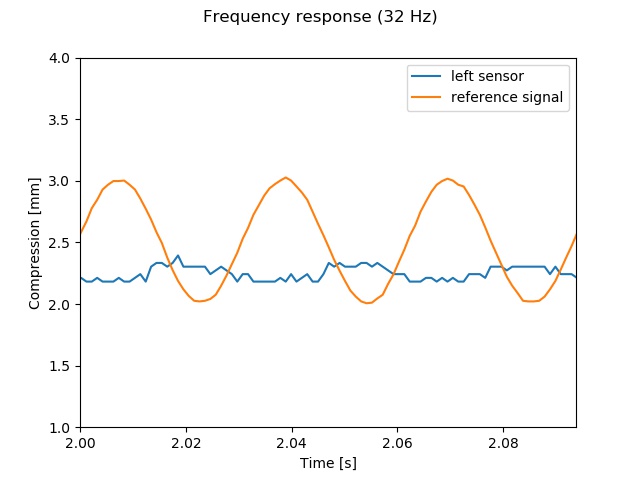 Frequency response (32 Hz)
left sensor
reference signal
4.0
3.5
3.0
2.5
2.0
1.5
1.0
Compression [mm]
2.00
2.02
2.04
2.06
2.08
Time [s]